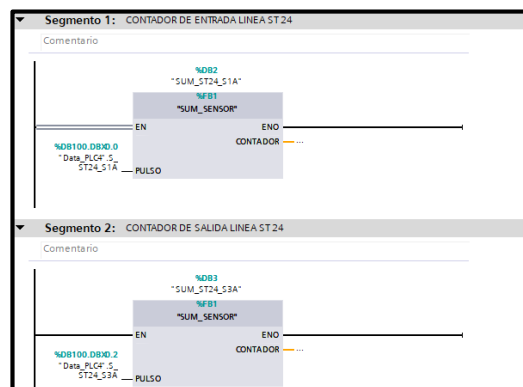 Segmento 1: CONTADOR DE ENTRADA LINEA ST 24
Comentario
%DB2
"SUM_ST24_S1A"
%FB1
"SUM_SENSOR"
EN ENO
CONTADOR ...
%DB100.DBX0.0
"Data_PLC4".S_
ST24_S1A PULSO
Segmento 2: CONTADOR DE SALIDA LINEA ST 24
Comentario
%DB3
"SUM_ST24_S3A"
%FB1
"SUM_SENSOR"
EN ENO
CONTADOR ...
%DB100.DBX0.2
"Data_PLC4".S_
ST24_S3A PULSO